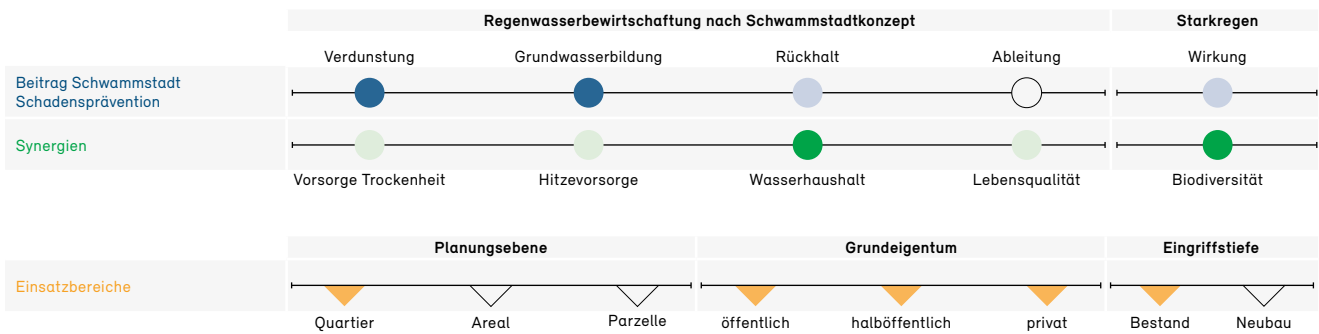 Regenwasserbewirtschaftung nach Schwammstadtkonzept
Starkregen
Verdunstung
Grundwasserbildung
Rückhalt
Ableitung
Wirkung
Beitrag Schwammstadt
Schadensprävention
Synergien
Vorsorge Trockenheit
Hitzevorsorge
Wasserhaushalt
Lebensqualität
Biodiversität
Planungsebene
Grundeigentum
Eingriffstiefe
Einsatzbereiche
Quartier
Areal
Parzelle
öffentlich
halböffentlich
privat
Bestand
Neubau